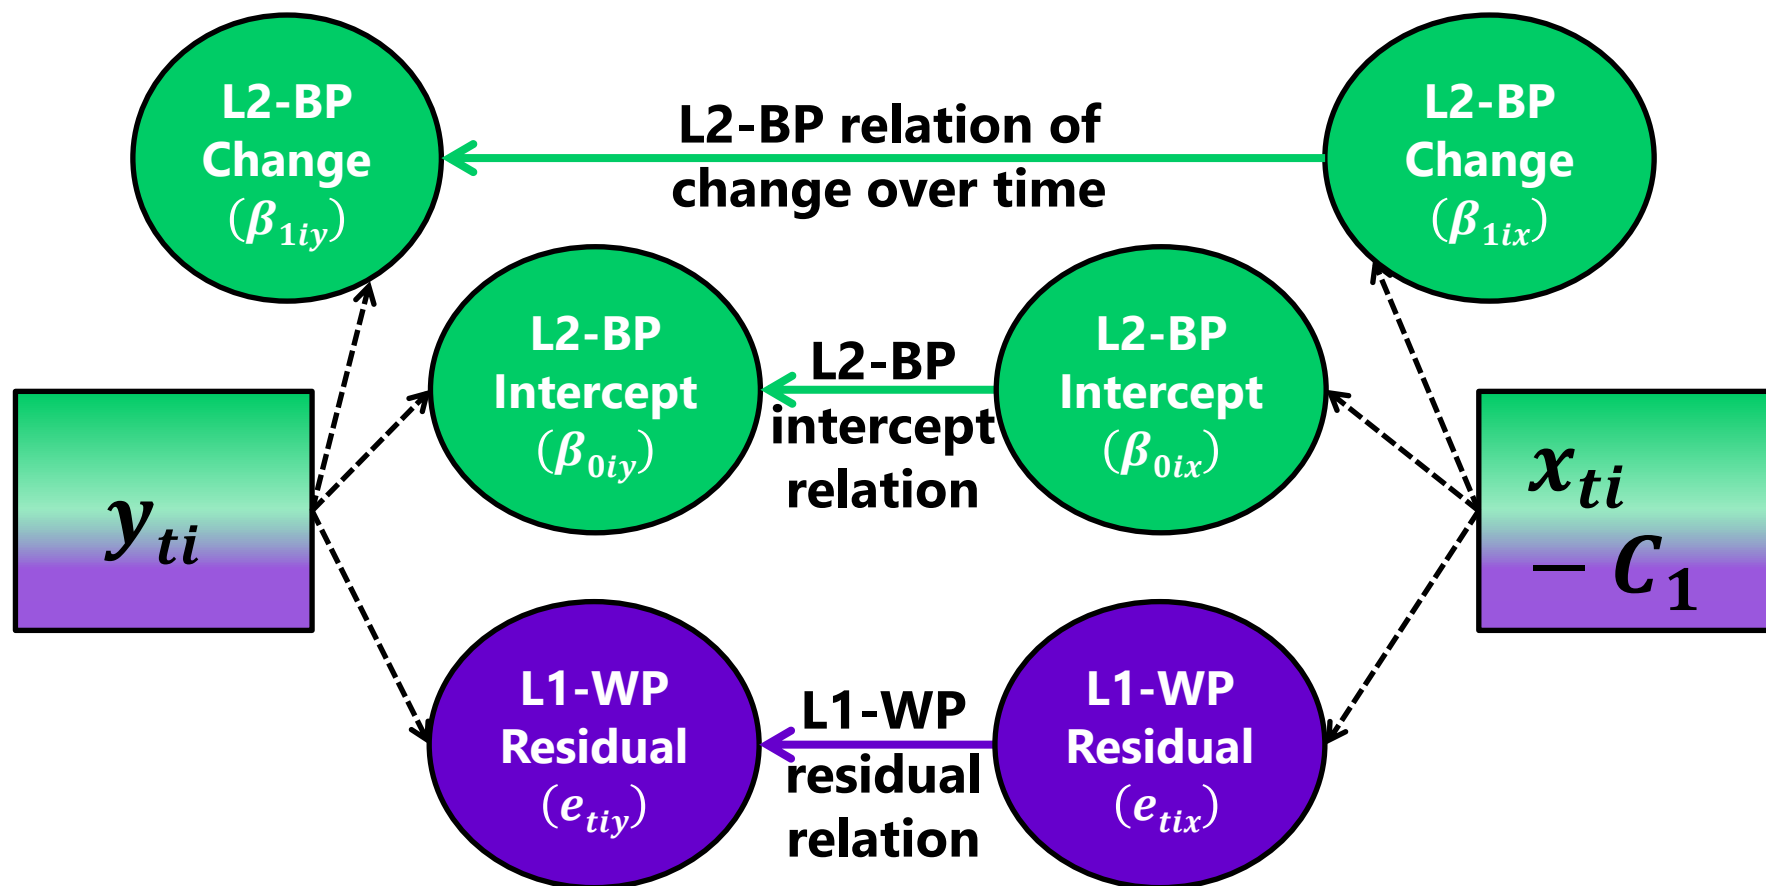 L2-BP
Change
(β1iy)
L2-BP relation of
change over time
L2-BP
Change
(β1ix)
L2-BP
Intercept
(β0iy)
L2-BP
intercept
relation
L2-BP
Intercept
(β0ix)
yti
xti
− C1
L1-WP
Residual
(etiy)
L1-WP
residual
relation
L1-WP
Residual
(etix)